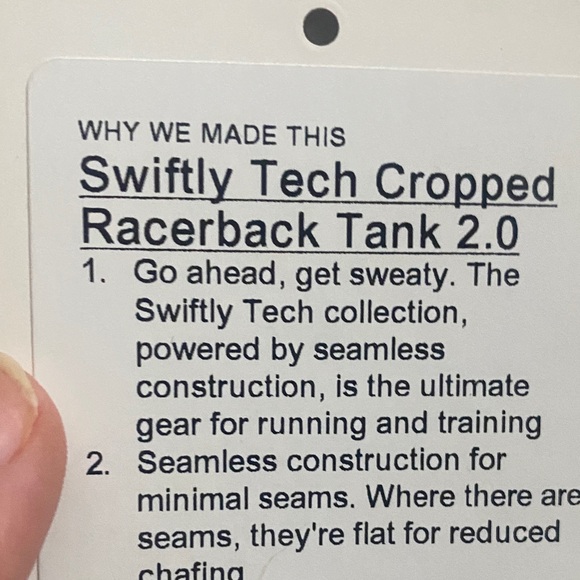 WHY WE MADE THIS
Swiftly Tech Cropped
Racerback Tank 2.0
1. Go ahead, get sweaty. The
Swiftly Tech collection,
powered by seamless
construction, is the ultimate
gear for running and training
2. Seamless construction for
minimal seams. Where there are
seams, they're flat for reduced
chafing